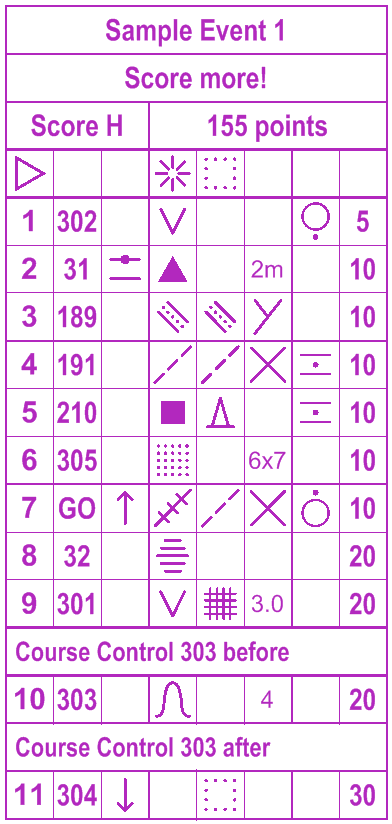 Sample Event 1
Score more!
Score H 155 points
1 302 5
2 31 2m 10
3 189 10
4 191 10
5 210 10
6 305 6x7 10
7 GO 10
8 32 20
9 301 3.0 20
Course Control 303 before
10 303 4 20
Course Control 303 after
11 304 30